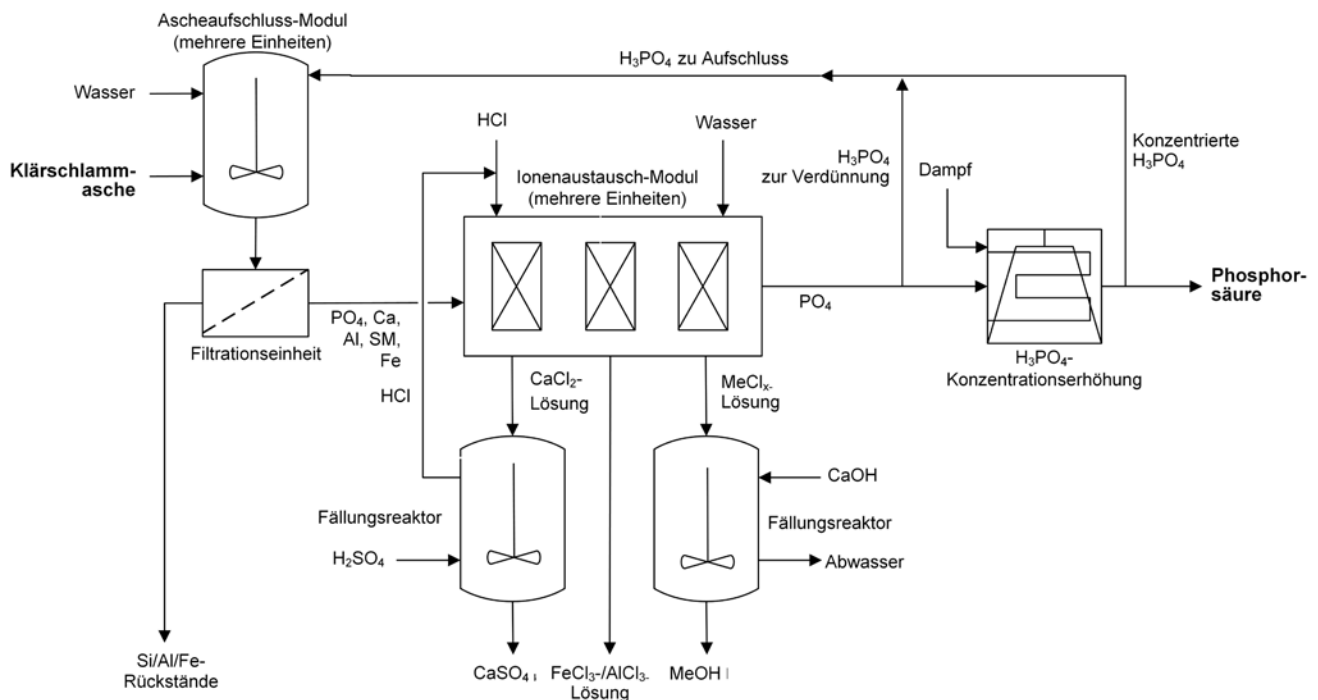 Ascheaufschluss-Modul
(mehrere Einheiten)
H₃PO₄ zu Aufschluss
Wasser
HCl
Wasser
Konzentrierte
H₃PO₄
H₃PO₄
zur Verdünnung
Klärschlamm-
asche
Dampf
Ionenaustausch-Modul
(mehrere Einheiten)
Phosphor-
säure
PO₄
PO₄, Ca,
Al, SM,
Fe
Filtrationseinheit
H₃PO₄-
Konzentrationserhöhung
HCl
CaCl₂-
Lösung
MeClₓ-
Lösung
CaOH
Fällungsreaktor
Fällungsreaktor
H₂SO₄
Abwasser
Si/Al/Fe-
Rückstände
CaSO₄↓
FeCl₃-/AlCl₃-
Lösung
MeOH